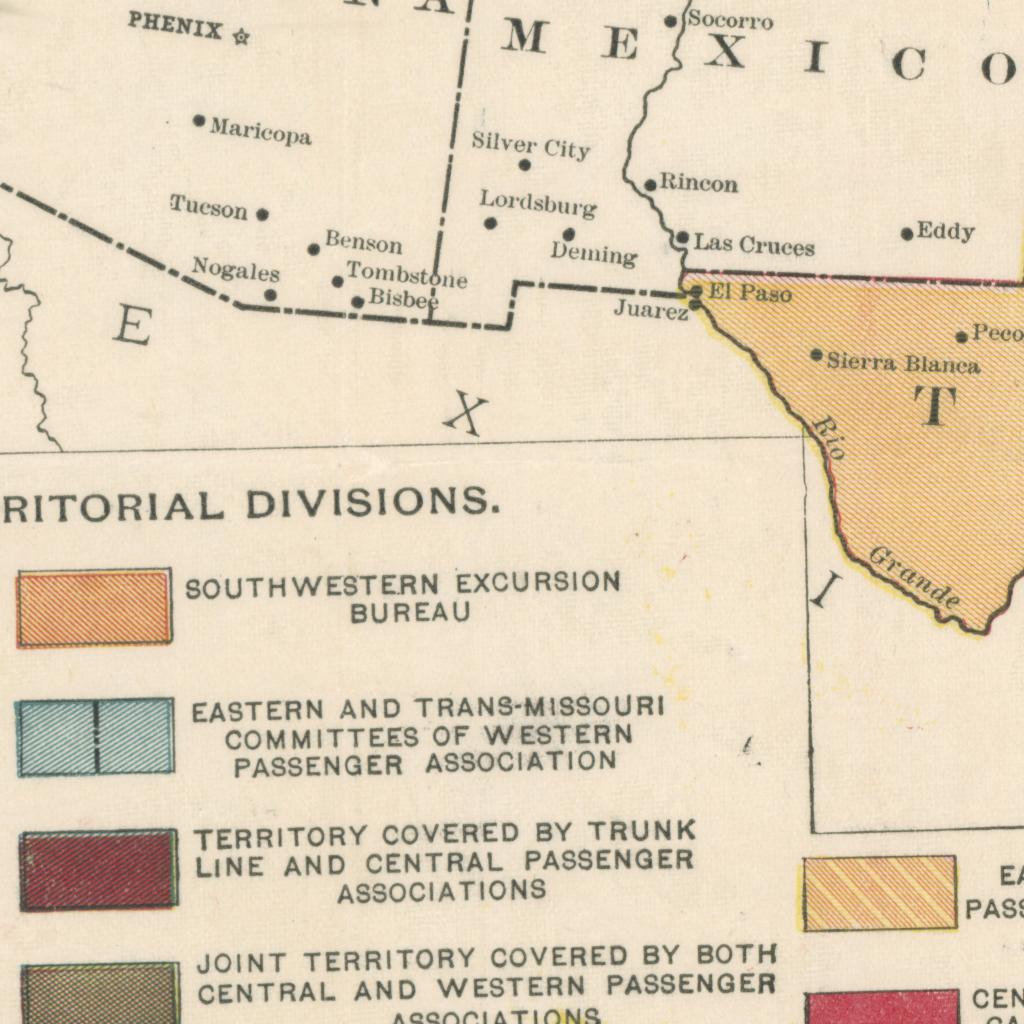 NA
PHENIX
MEXICO
Socorro
Maricopa
Silver City
Rincon
Tucson
Lordsburg
Benson
Deming
Las Cruces
Eddy
Nogales
Tombstone
Bisbee
El Paso
Juarez
E
X
I
Peco
Sierra Blanca
T
Rio
Grande
RITORIAL DIVISIONS.
SOUTHWESTERN EXCURSION
BUREAU
EASTERN AND TRANS-MISSOURI
COMMITTEES OF WESTERN
PASSENGER ASSOCIATION
TERRITORY COVERED BY TRUNK
LINE AND CENTRAL PASSENGER
ASSOCIATIONS
JOINT TERRITORY COVERED BY BOTH
CENTRAL AND WESTERN PASSENGER
ASSOCIATIONS
EA
PASS
CEN